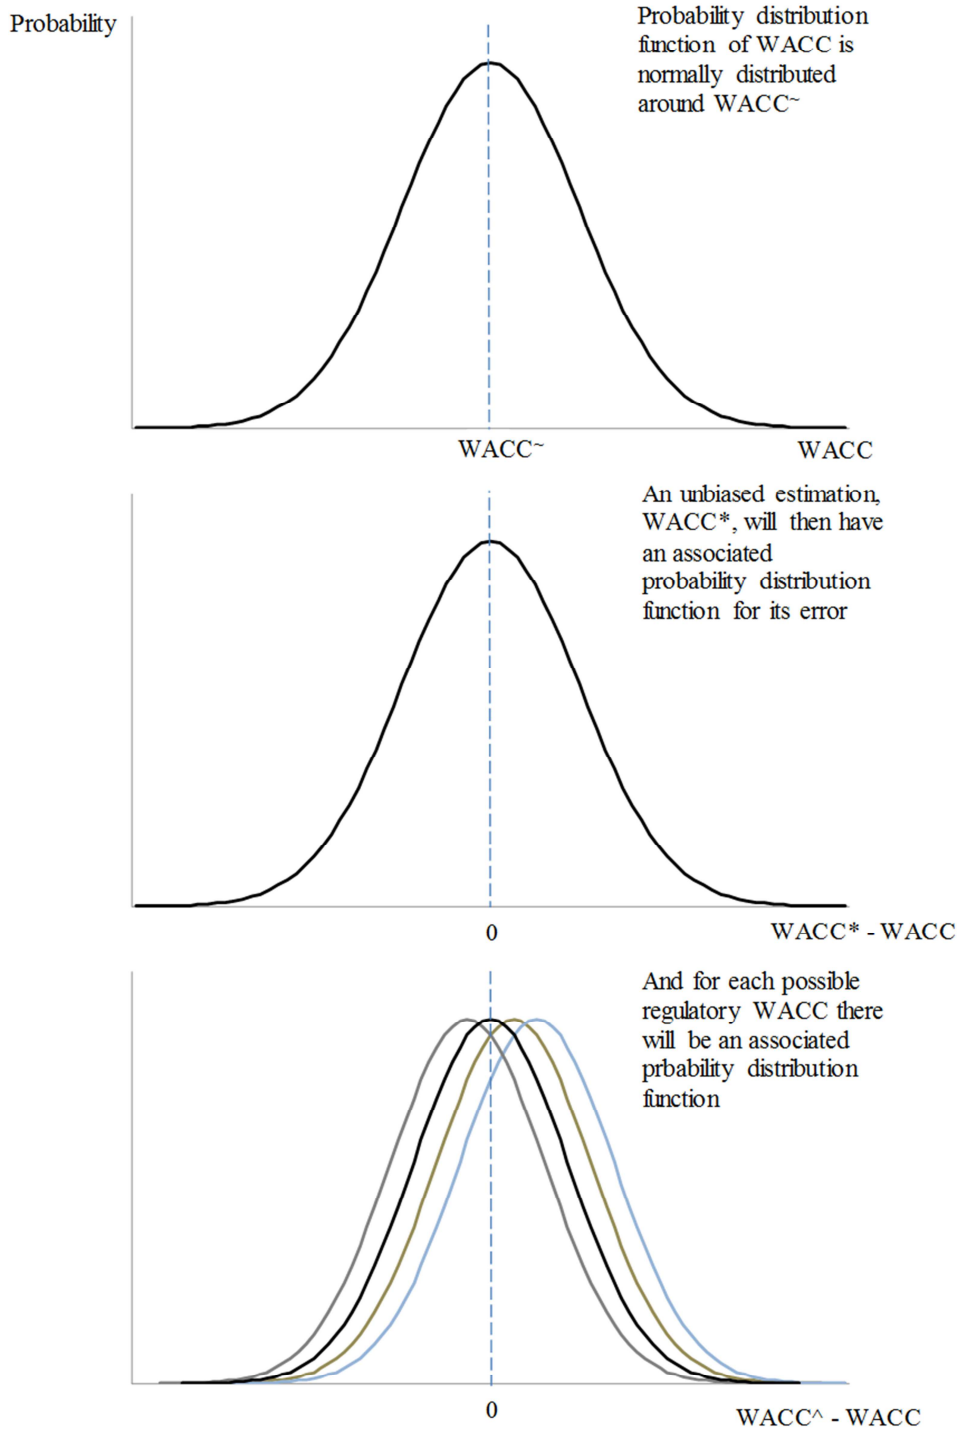 Probability
Probability distribution
function of WACC is
normally distributed
around WACC~
WACC~
WACC
An unbiased estimation,
WACC*, will then have
an associated
probability distribution
function for its error
0
WACC* - WACC
And for each possible
regulatory WACC there
will be an associated
prbability distribution
function
0
WACC^ - WACC